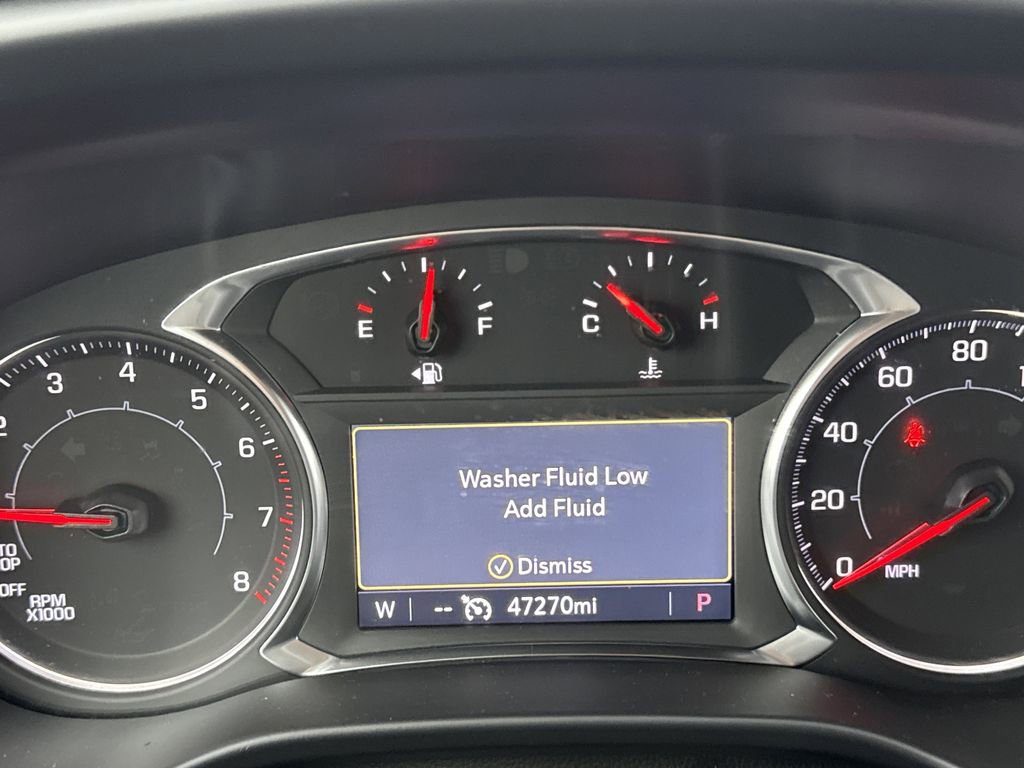 E F
C H
2 3 4 5 6 7 8
RPM
X1000
OFF
Washer Fluid Low
Add Fluid
Dismiss
W -- 47270mi P
0 20 40 60 80
MPH